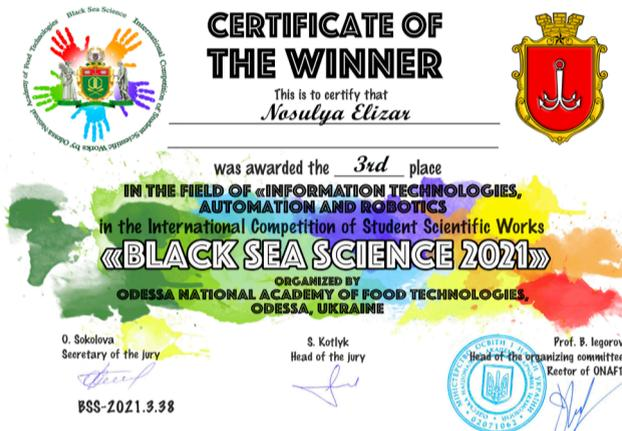 Black Sea Science International Competition of Student Scientific Works by Odessa National Academy of Food Technologies
CERTIFICATE OF
THE WINNER
This is to certify that
Nosulya Elizar
was awarded the 3rd place
IN THE FIELD OF «INFORMATION TECHNOLOGIES,
AUTOMATION AND ROBOTICS
in the International Competition of Student Scientific Works
«BLACK SEA SCIENCE 2021»
ORGANIZED BY
ODESSA NATIONAL ACADEMY OF FOOD TECHNOLOGIES,
ODESSA, UKRAINE
O. Sokolova
Secretary of the jury
S. Kotlyk
Head of the jury
Prof. B. Iegorov
Head of the organizing committee
Rector of ONAFT
BSS-2021.3.38
02071062